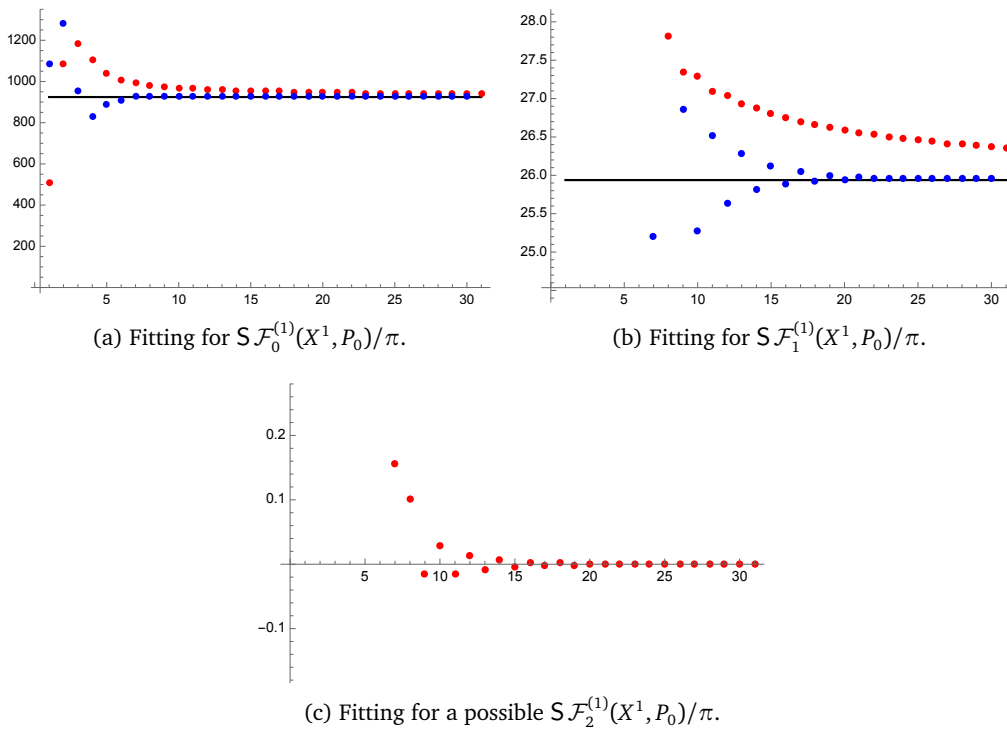 1200
1000
800
600
400
200
5 10 15 20 25 30
(a) Fitting for S F₀⁽¹⁾(X¹, P₀)/π.
28.0
27.5
27.0
26.5
26.0
25.5
25.0
5 10 15 20 25 30
(b) Fitting for S F₁⁽¹⁾(X¹, P₀)/π.
0.2
0.1
5 10 15 20 25 30
−0.1
(c) Fitting for a possible S F₂⁽¹⁾(X¹, P₀)/π.